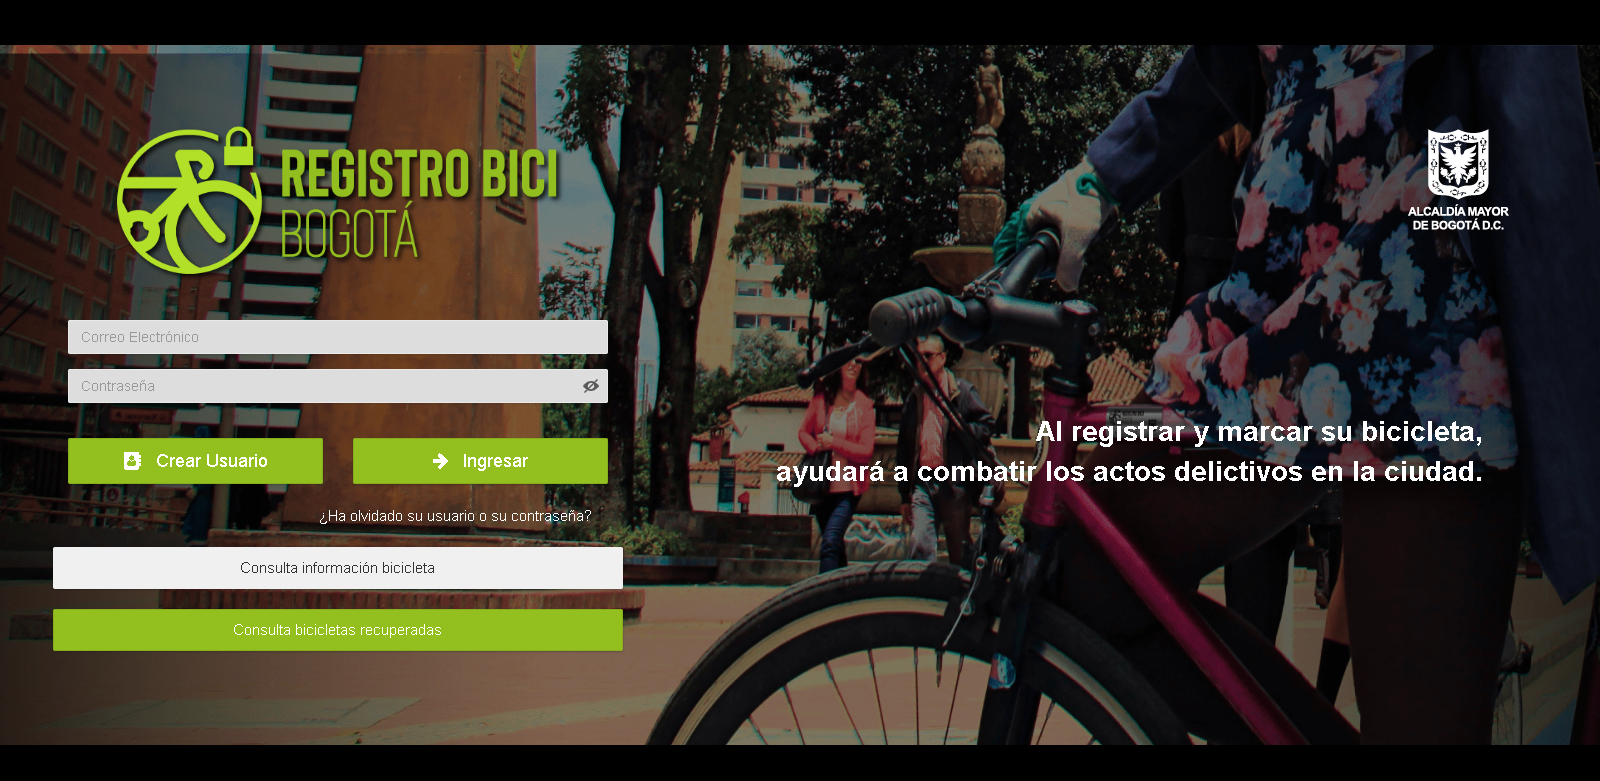 REGISTRO BICI
BOGOTÁ
ALCALDÍA MAYOR
DE BOGOTÁ D.C.
Correo Electrónico
Contraseña
Crear Usuario
Ingresar
¿Ha olvidado su usuario o su contraseña?
Consulta información bicicleta
Consulta bicicletas recuperadas
Al registrar y marcar su bicicleta,
ayudará a combatir los actos delictivos en la ciudad.